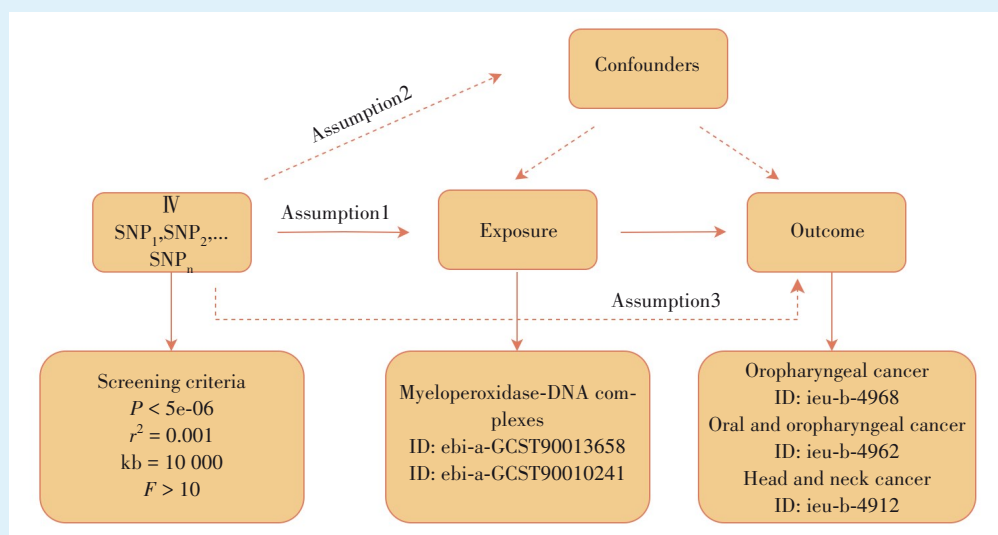 Confounders
Assumption2
Ⅳ
SNP₁,SNP₂,...
SNPₙ
Assumption1
Exposure
Outcome
Assumption3
Screening criteria
P < 5e-06
r² = 0.001
kb = 10 000
F > 10
Myeloperoxidase-DNA com-
plexes
ID: ebi-a-GCST90013658
ID: ebi-a-GCST90010241
Oropharyngeal cancer
ID: ieu-b-4968
Oral and oropharyngeal cancer
ID: ieu-b-4962
Head and neck cancer
ID: ieu-b-4912